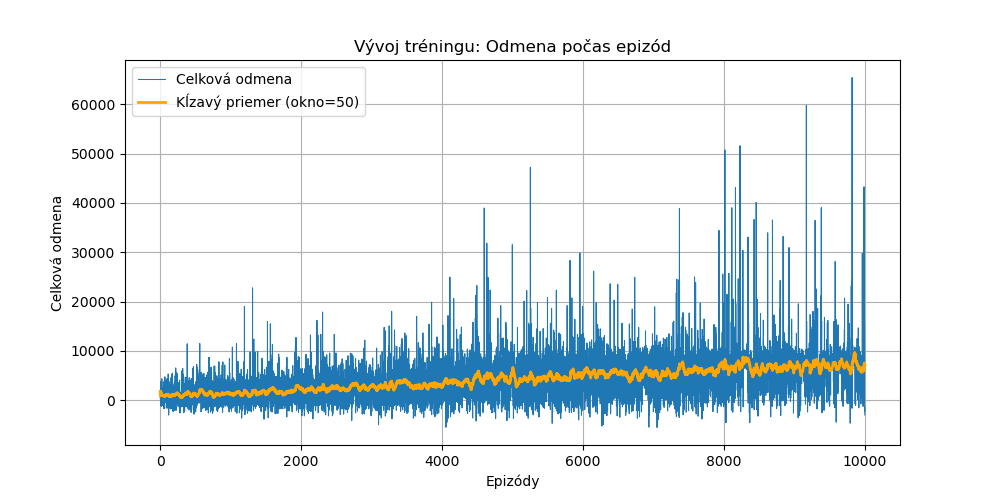 Vývoj tréningu: Odmena počas epizód
Celková odmena
Kĺzavý priemer (okno=50)
60000
50000
40000
30000
20000
10000
0
Celková odmena
0
2000
4000
6000
8000
10000
Epizódy